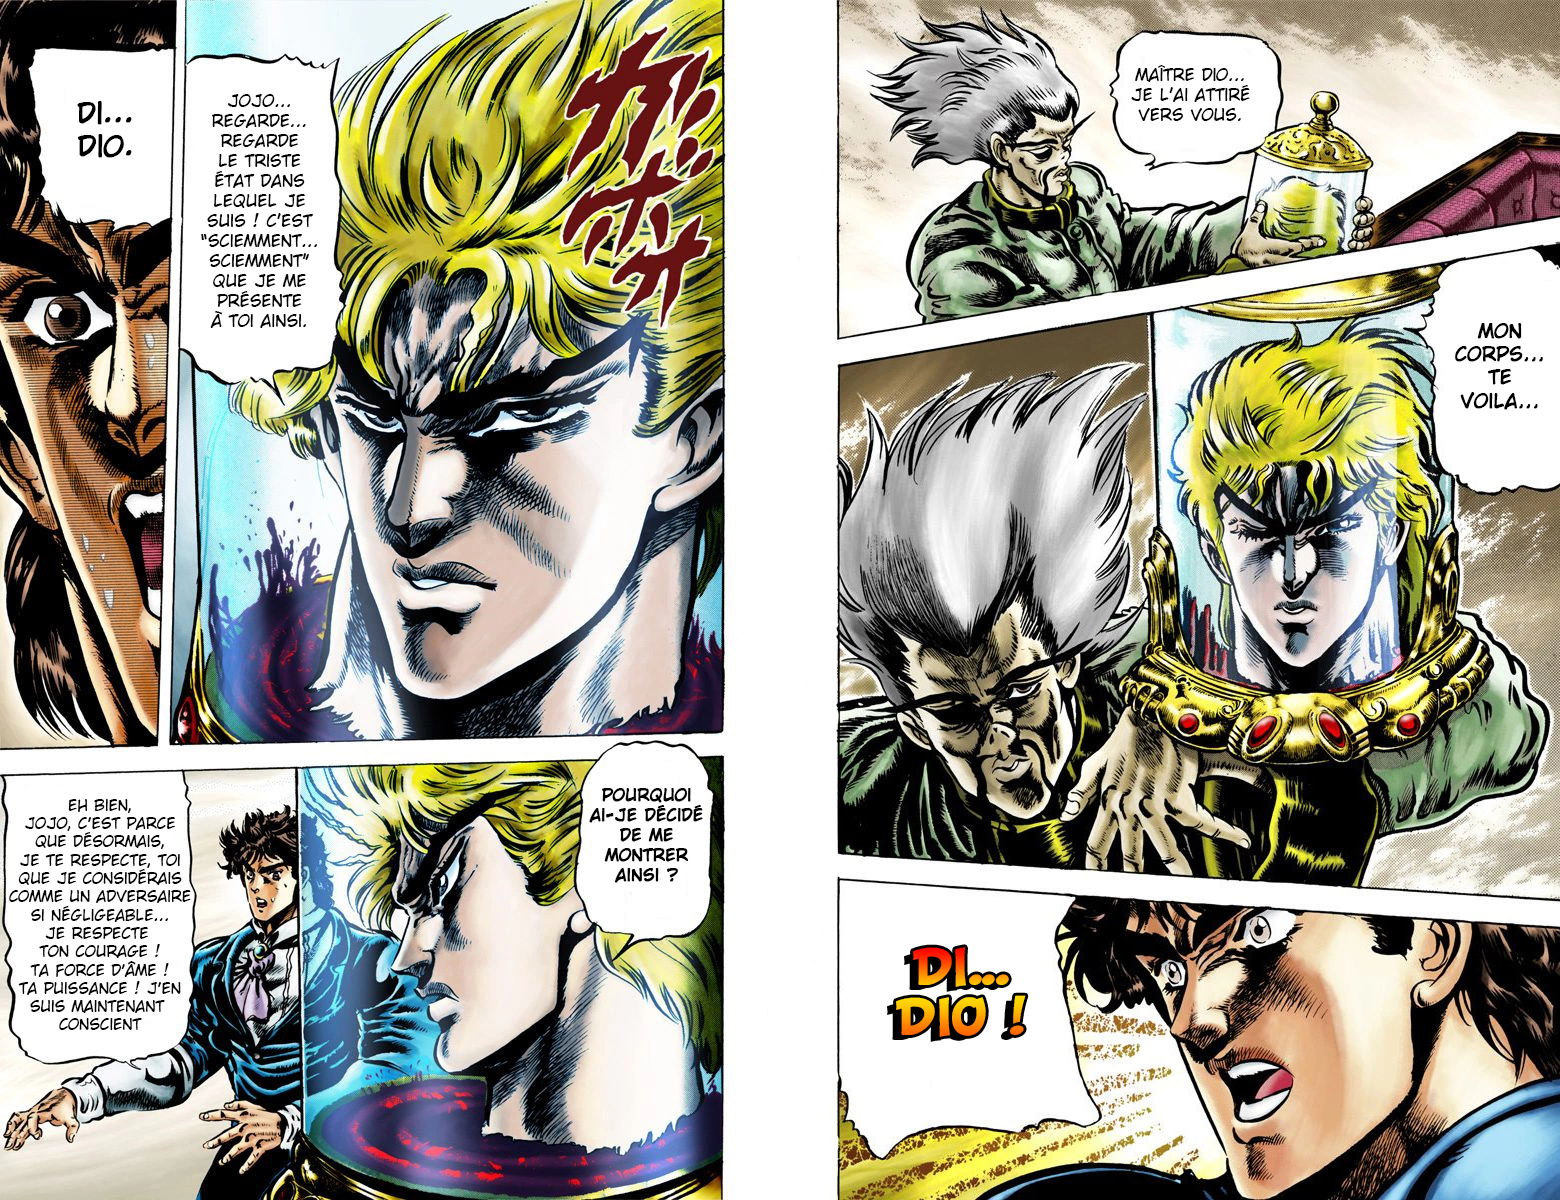 MAÎTRE DIO...
JE L'AI ATTIRÉ
VERS VOUS.
MON
CORPS...
TE
VOILA...
DI...
DIO !
ガボォ
JOJO...
REGARDE...
REGARDE
LE TRISTE
ÉTAT DANS
LEQUEL JE
SUIS ! C'EST
"SCIEMMENT...
SCIEMMENT"
QUE JE ME
PRÉSENTE
À TOI AINSI.
DI...
DIO.
POURQUOI
AI-JE DÉCIDÉ
DE ME
MONTRER
AINSI ?
EH BIEN,
JOJO, C'EST PARCE
QUE DÉSORMAIS,
JE TE RESPECTE, TOI
QUE JE CONSIDÉRAIS
COMME UN ADVERSAIRE
SI NÉGLIGEABLE...
JE RESPECTE
TON COURAGE !
TA FORCE D'ÂME !
TA PUISSANCE ! J'EN
SUIS MAINTENANT
CONSCIENT